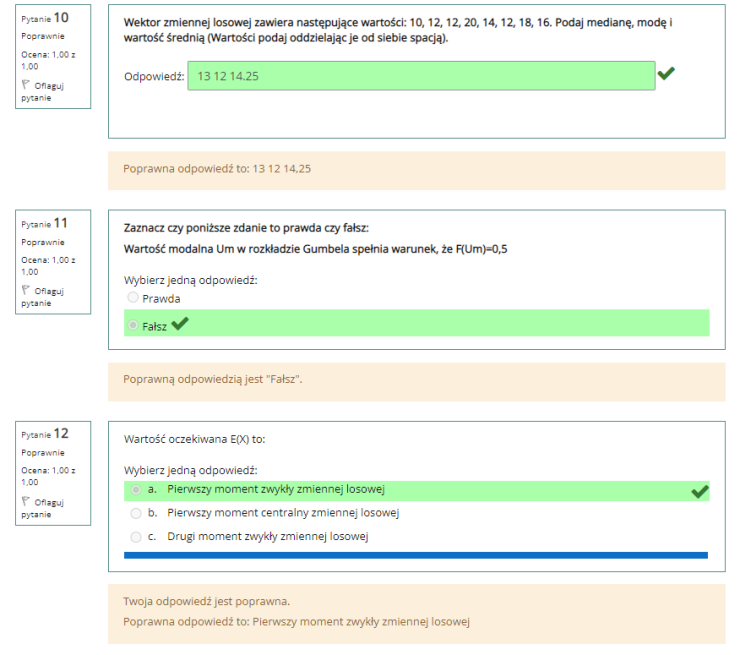 Pytanie 10
Poprawnie
Ocena: 1,00 z
1,00
Oflaguj
pytanie
Wektor zmiennej losowej zawiera następujące wartości: 10, 12, 12, 20, 14, 12, 18, 16. Podaj medianę, modę i
wartość średnią (Wartości podaj oddzielając je od siebie spacją).
Odpowiedź: 13 12 14.25
Poprawna odpowiedź to: 13 12 14,25
Pytanie 11
Poprawnie
Ocena: 1,00 z
1,00
Oflaguj
pytanie
Zaznacz czy poniższe zdanie to prawda czy fałsz:
Wartość modalna Um w rozkładzie Gumbela spełnia warunek, że F(Um)=0,5
Wybierz jedną odpowiedź:
Prawda
Fałsz
Poprawną odpowiedzią jest "Fałsz".
Pytanie 12
Poprawnie
Ocena: 1,00 z
1,00
Oflaguj
pytanie
Wartość oczekiwana E(X) to:
Wybierz jedną odpowiedź:
a. Pierwszy moment zwykły zmiennej losowej
b. Pierwszy moment centralny zmiennej losowej
c. Drugi moment zwykły zmiennej losowej
Twoja odpowiedź jest poprawna.
Poprawna odpowiedź to: Pierwszy moment zwykły zmiennej losowej